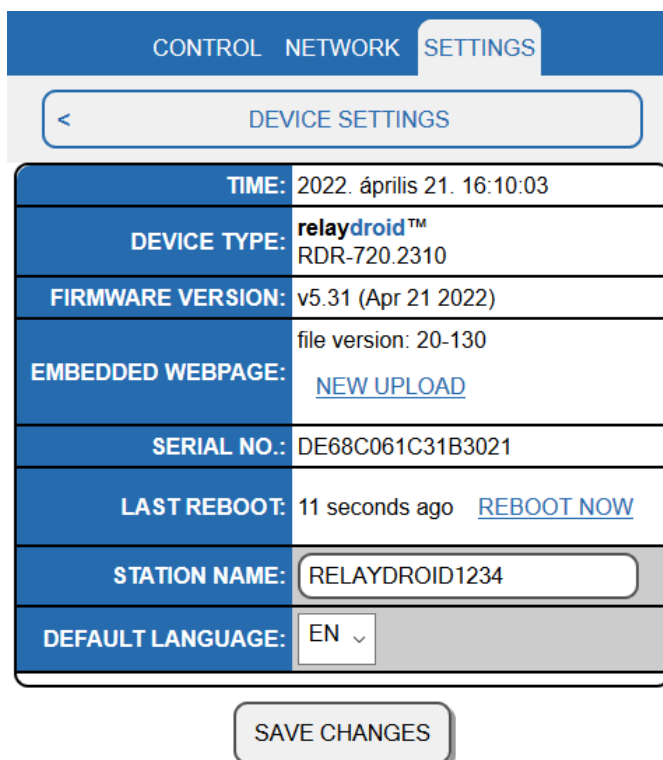 CONTROL NETWORK SETTINGS
< DEVICE SETTINGS
TIME: 2022. április 21. 16:10:03
DEVICE TYPE: relaydroid™
RDR-720.2310
FIRMWARE VERSION: v5.31 (Apr 21 2022)
EMBEDDED WEBPAGE: file version: 20-130
NEW UPLOAD
SERIAL NO.: DE68C061C31B3021
LAST REBOOT: 11 seconds ago REBOOT NOW
STATION NAME: RELAYDROID1234
DEFAULT LANGUAGE: EN
SAVE CHANGES